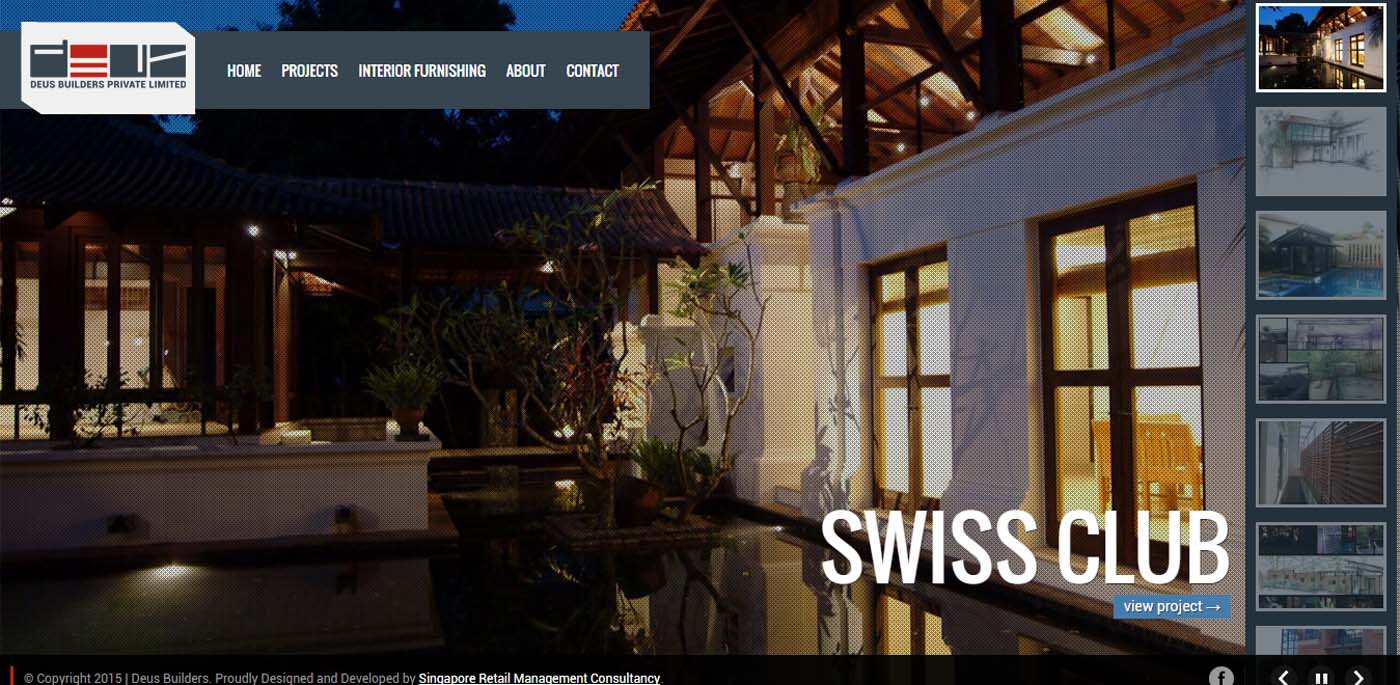 deus
DEUS BUILDERS PRIVATE LIMITED
HOME PROJECTS INTERIOR FURNISHING ABOUT CONTACT
SWISS CLUB
view project →
© Copyright 2015 | Deus Builders. Proudly Designed and Developed by Singapore Retail Management Consultancy.
f